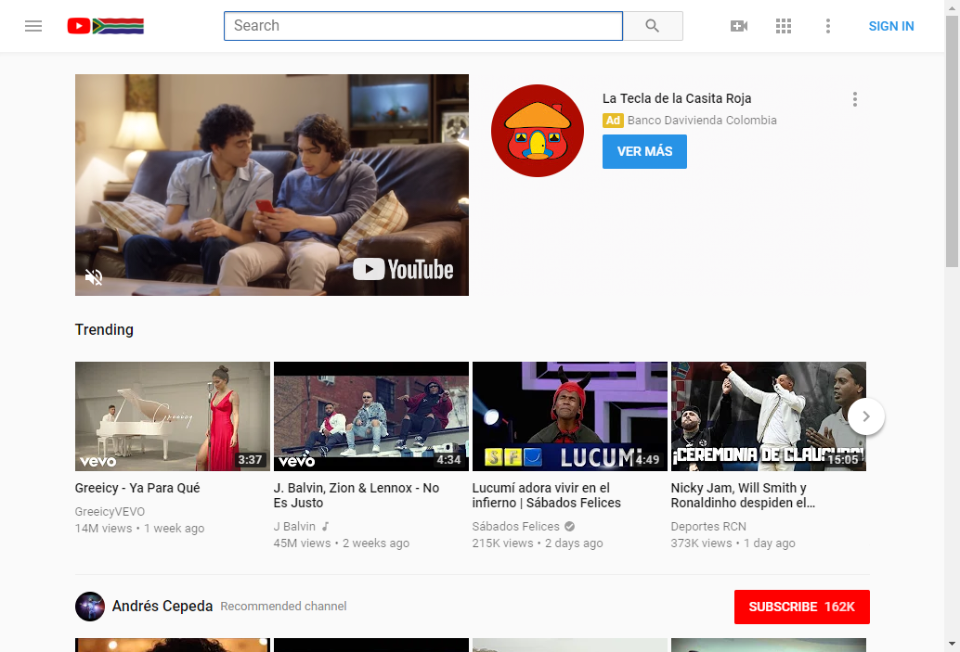 Search
SIGN IN
La Tecla de la Casita Roja
Ad Banco Davivienda Colombia
VER MÁS
YouTube
Trending
Greeicy
vevo
3:37
vevo
4:34
SFC
LUCUMÍ
4:49
¡CEREMONIA DE CLAUSURA!
15:05
Greeicy - Ya Para Qué
GreeicyVEVO
14M views • 1 week ago
J. Balvin, Zion & Lennox - No
Es Justo
J Balvin
45M views • 2 weeks ago
Lucumí adora vivir en el
infierno | Sábados Felices
Sábados Felices
215K views • 2 days ago
Nicky Jam, Will Smith y
Ronaldinho despiden el...
Deportes RCN
373K views • 1 day ago
Andrés Cepeda Recommended channel
SUBSCRIBE 162K